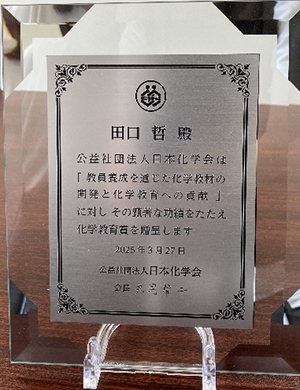 田口 哲 殿
公益社団法人日本化学会は
「教員養成を通じた化学教材の
開発と化学教育への貢献」
に対し その顕著な功績をたたえ
化学教育賞を贈呈します
2025年3月27日
公益社団法人日本化学会
会長